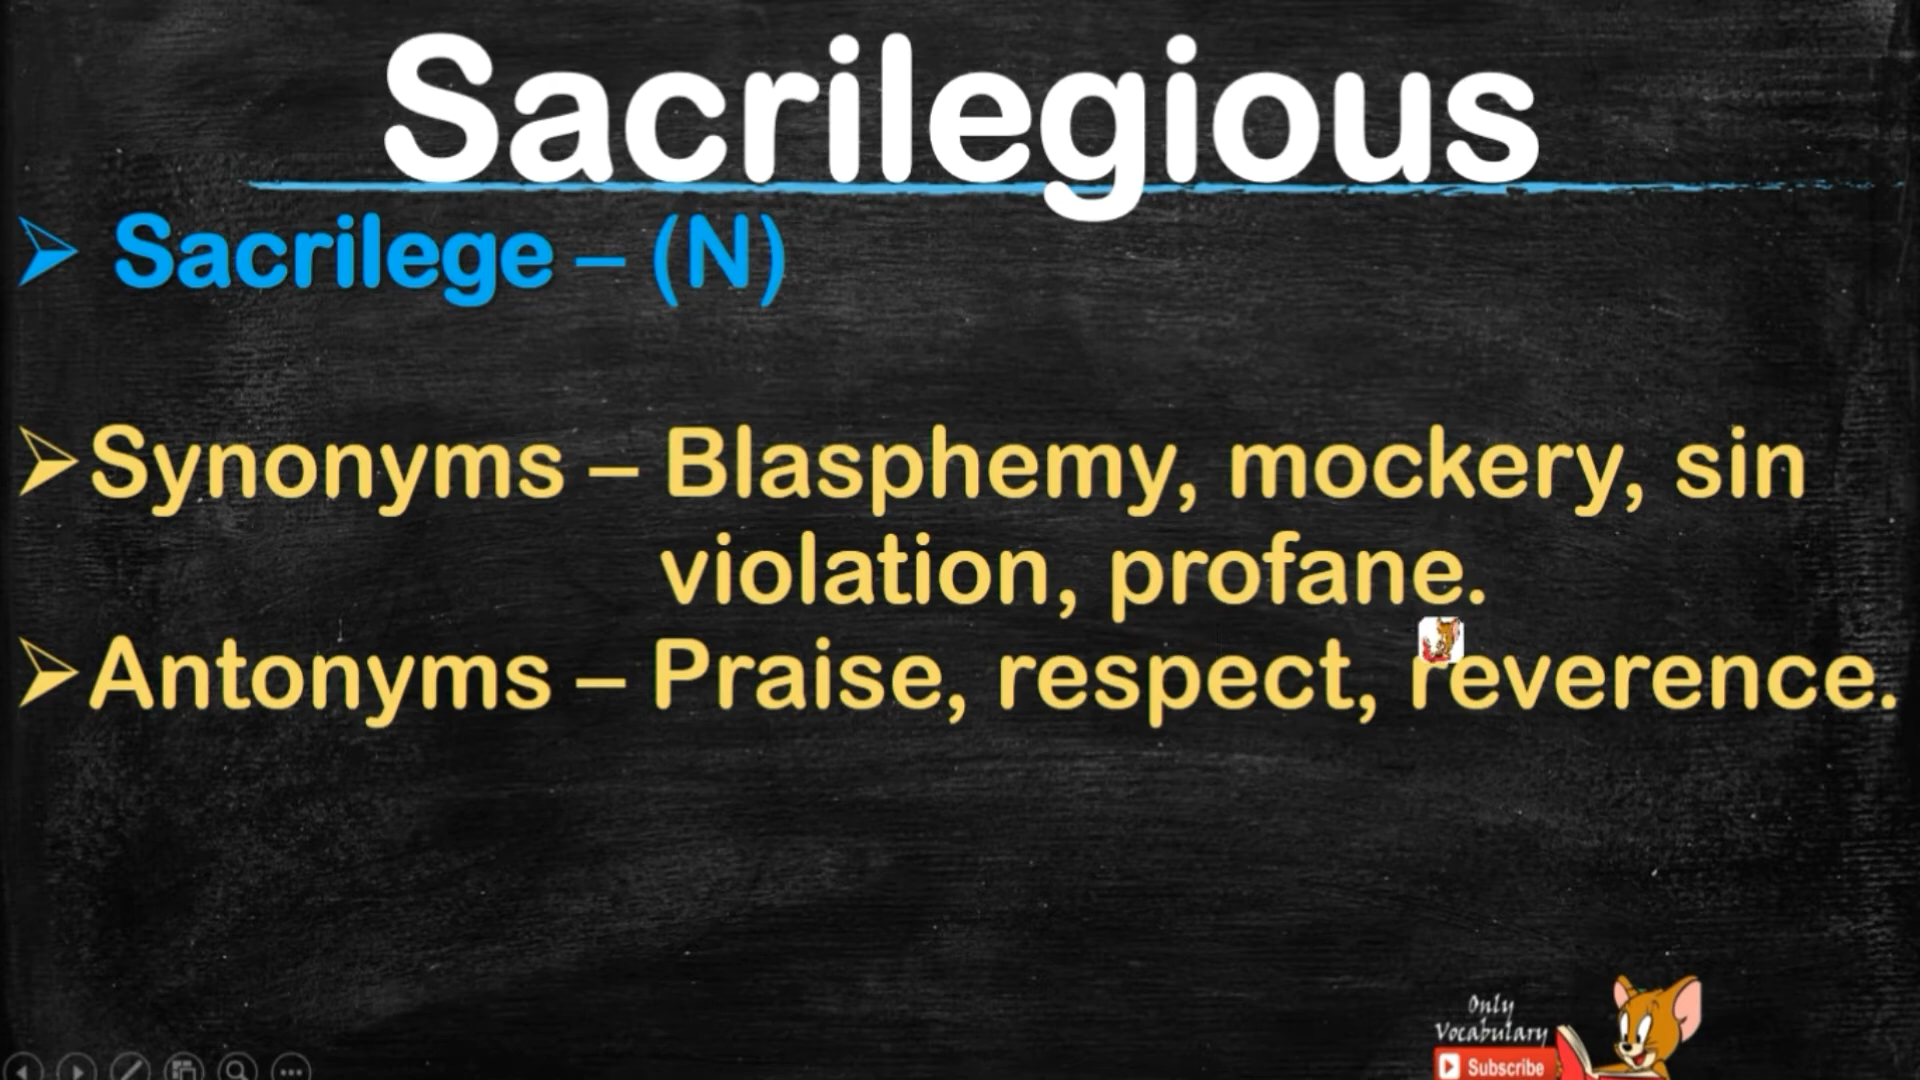 Sacrilegious
Sacrilege – (N)
Synonyms – Blasphemy, mockery, sin
violation, profane.
Antonyms – Praise, respect, reverence.
Only
Vocabulary
Subscribe